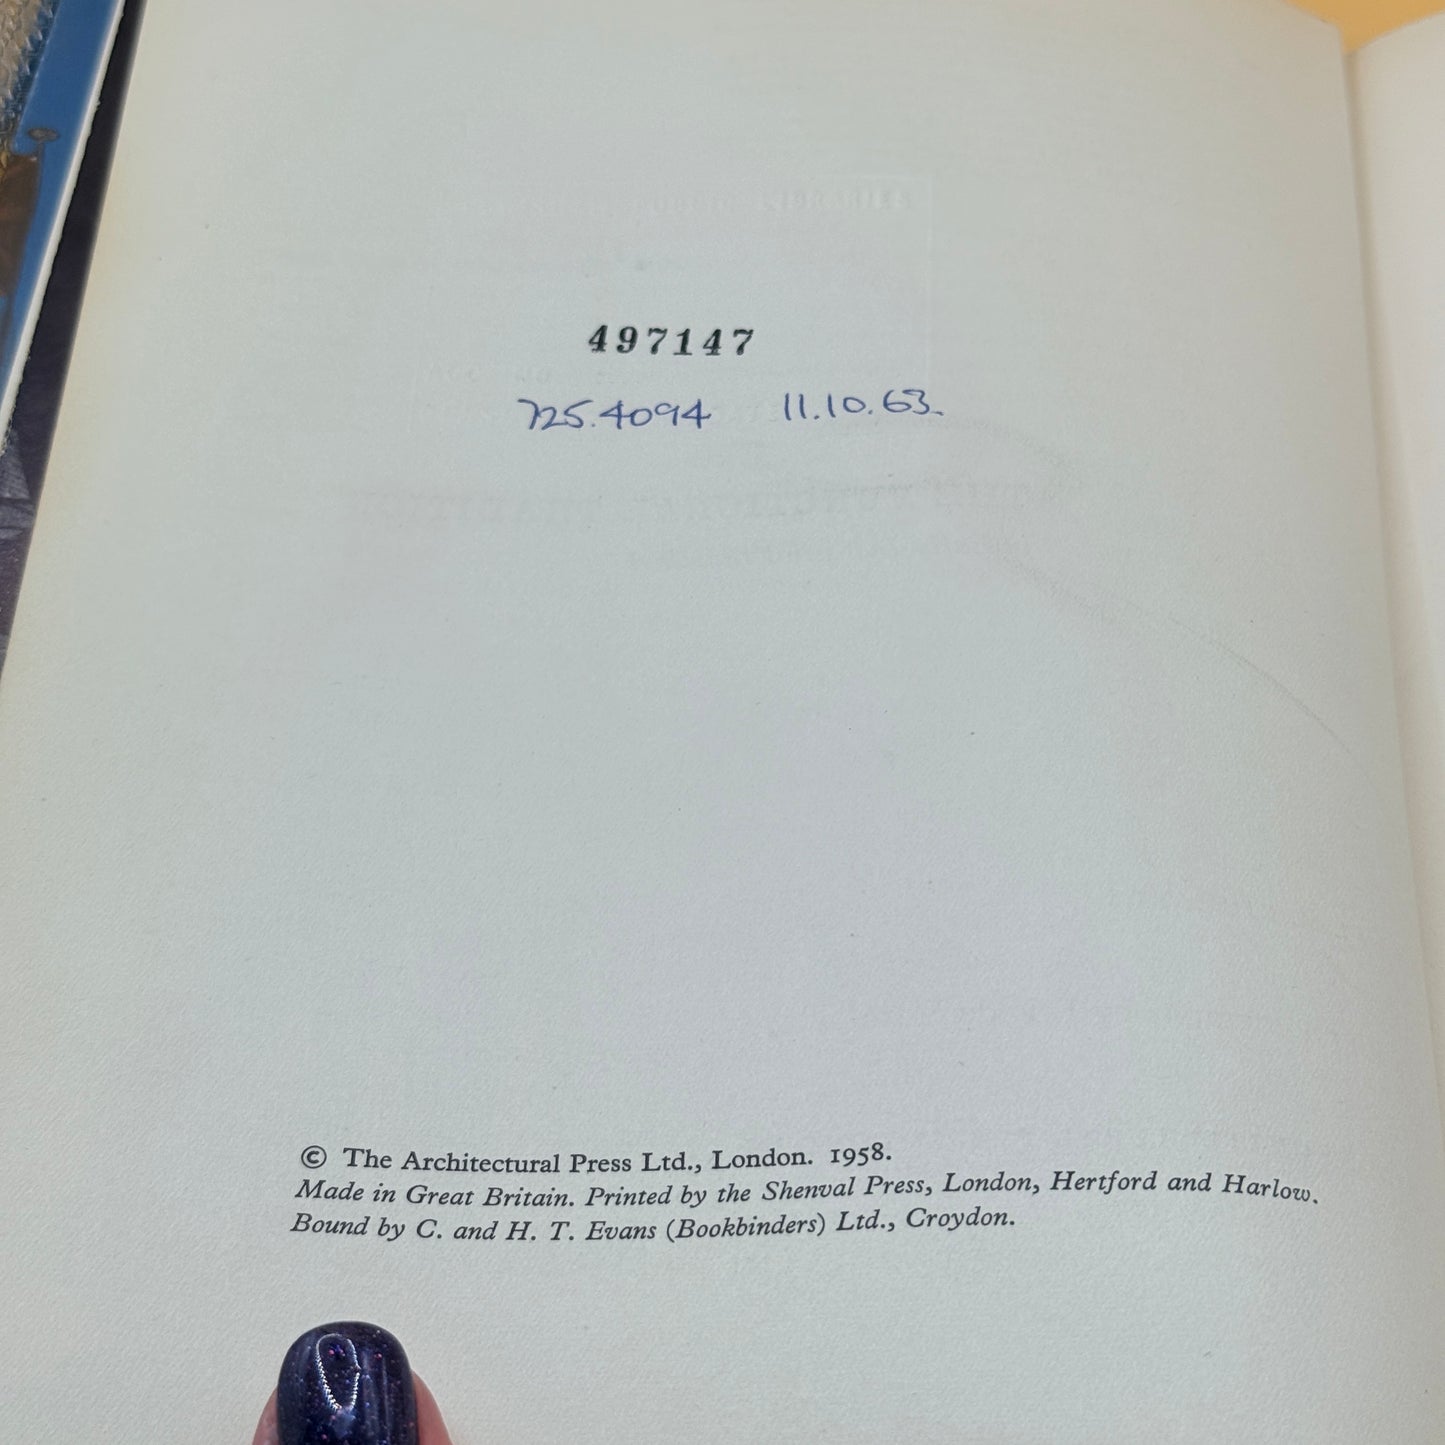 497147
725.4094 11.10.63.
© The Architectural Press Ltd., London. 1958.
Made in Great Britain. Printed by the Shenval Press, London, Hertford and Harlow.
Bound by C. and H. T. Evans (Bookbinders) Ltd., Croydon.